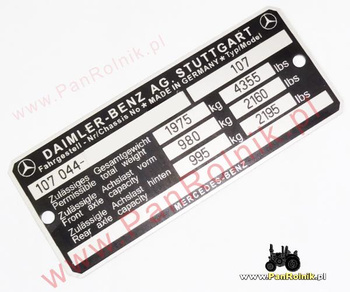 www.PanRolnik.pl
DAIMLER-BENZ AG. STUTTGART
Fahrgestell - Nr/Chassis No ★ MADE IN GERMANY ★ Typ/Model
107 044- 107
Zulässiges Gesamtgewicht
Permissible total weight 1975 kg 4355 lbs
Zulässige Achslast vorn
Front axle capacity 980 kg 2160 lbs
Zulässige Achslast hinten
Rear axle capacity 995 kg 2195 lbs
MERCEDES-BENZ
www.PanRolnik.pl
www.PanRolnik.pl